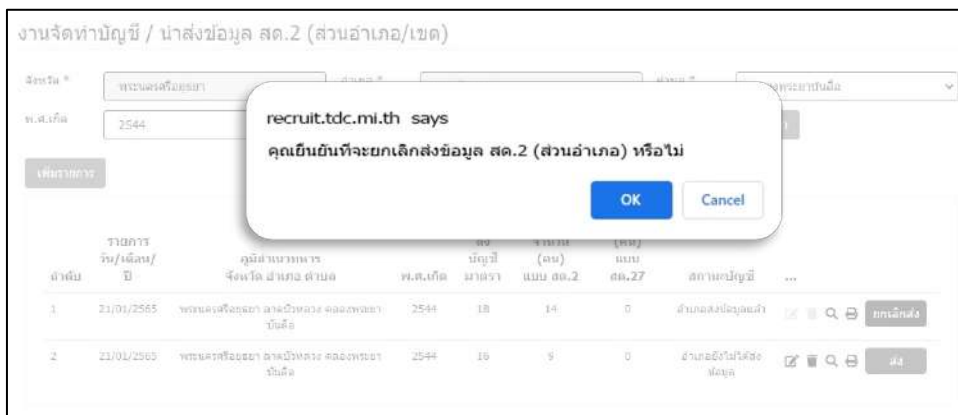 งานจัดทำบัญชี / นำส่งข้อมูล สด.2 (ส่วนอำเภอ/เขต)
จังหวัด * พระนครศรีอยุธยา
พ.ศ.เกิด 2544
recruit.tdc.mi.th says
คุณยืนยันที่จะยกเลิกส่งข้อมูล สด.2 (ส่วนอำเภอ) หรือไม่
OK Cancel
เพิ่มรายการ
รายการ จำนวน (คน)
วัน/เดือน/ ภูมิลำเนาทหาร บัญชี (คน) แบบ
ลำดับ ปี จังหวัด อำเภอ ตำบล พ.ศ.เกิด มาตรา แบบ สด.2 สด.27 สถานะบัญชี ...
1 21/01/2565 พระนครศรีอยุธยา ลาดบัวหลวง คลองพระยา 2544 18 14 0 อำเภอส่งข้อมูลแล้ว ยกเลิกส่ง
บันลือ
2 21/01/2565 พระนครศรีอยุธยา ลาดบัวหลวง คลองพระยา 2544 16 9 0 อำเภอยังไม่ได้ส่ง ส่ง
บันลือ ข้อมูล